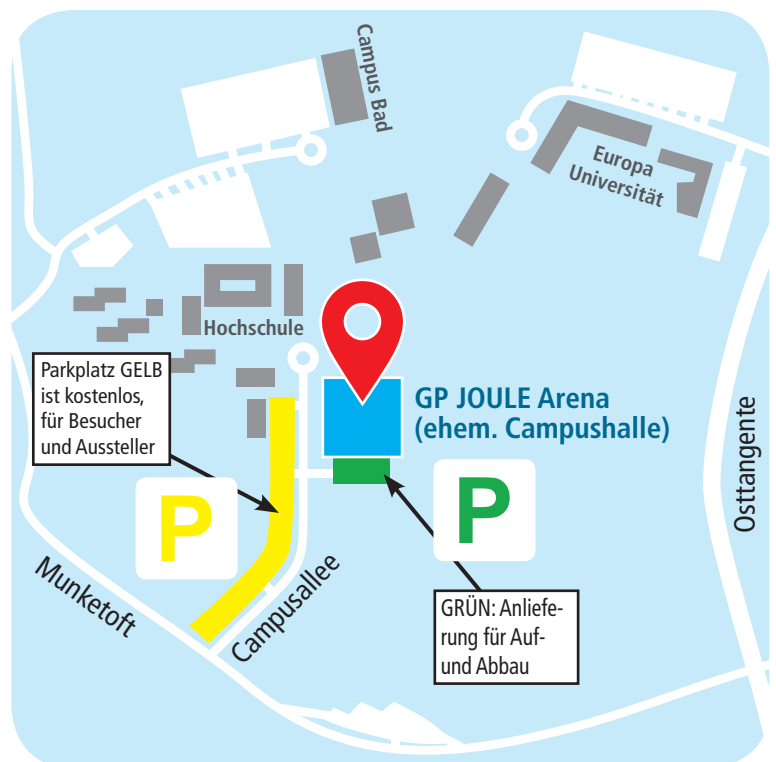 Campus Bad
Europa
Universität
Hochschule
Parkplatz GELB
ist kostenlos,
für Besucher
und Aussteller
GP JOULE Arena
(ehem. Campushalle)
Osttangente
P
P
Munketoft
Campusallee
GRÜN: Anliefe-
rung für Auf-
und Abbau